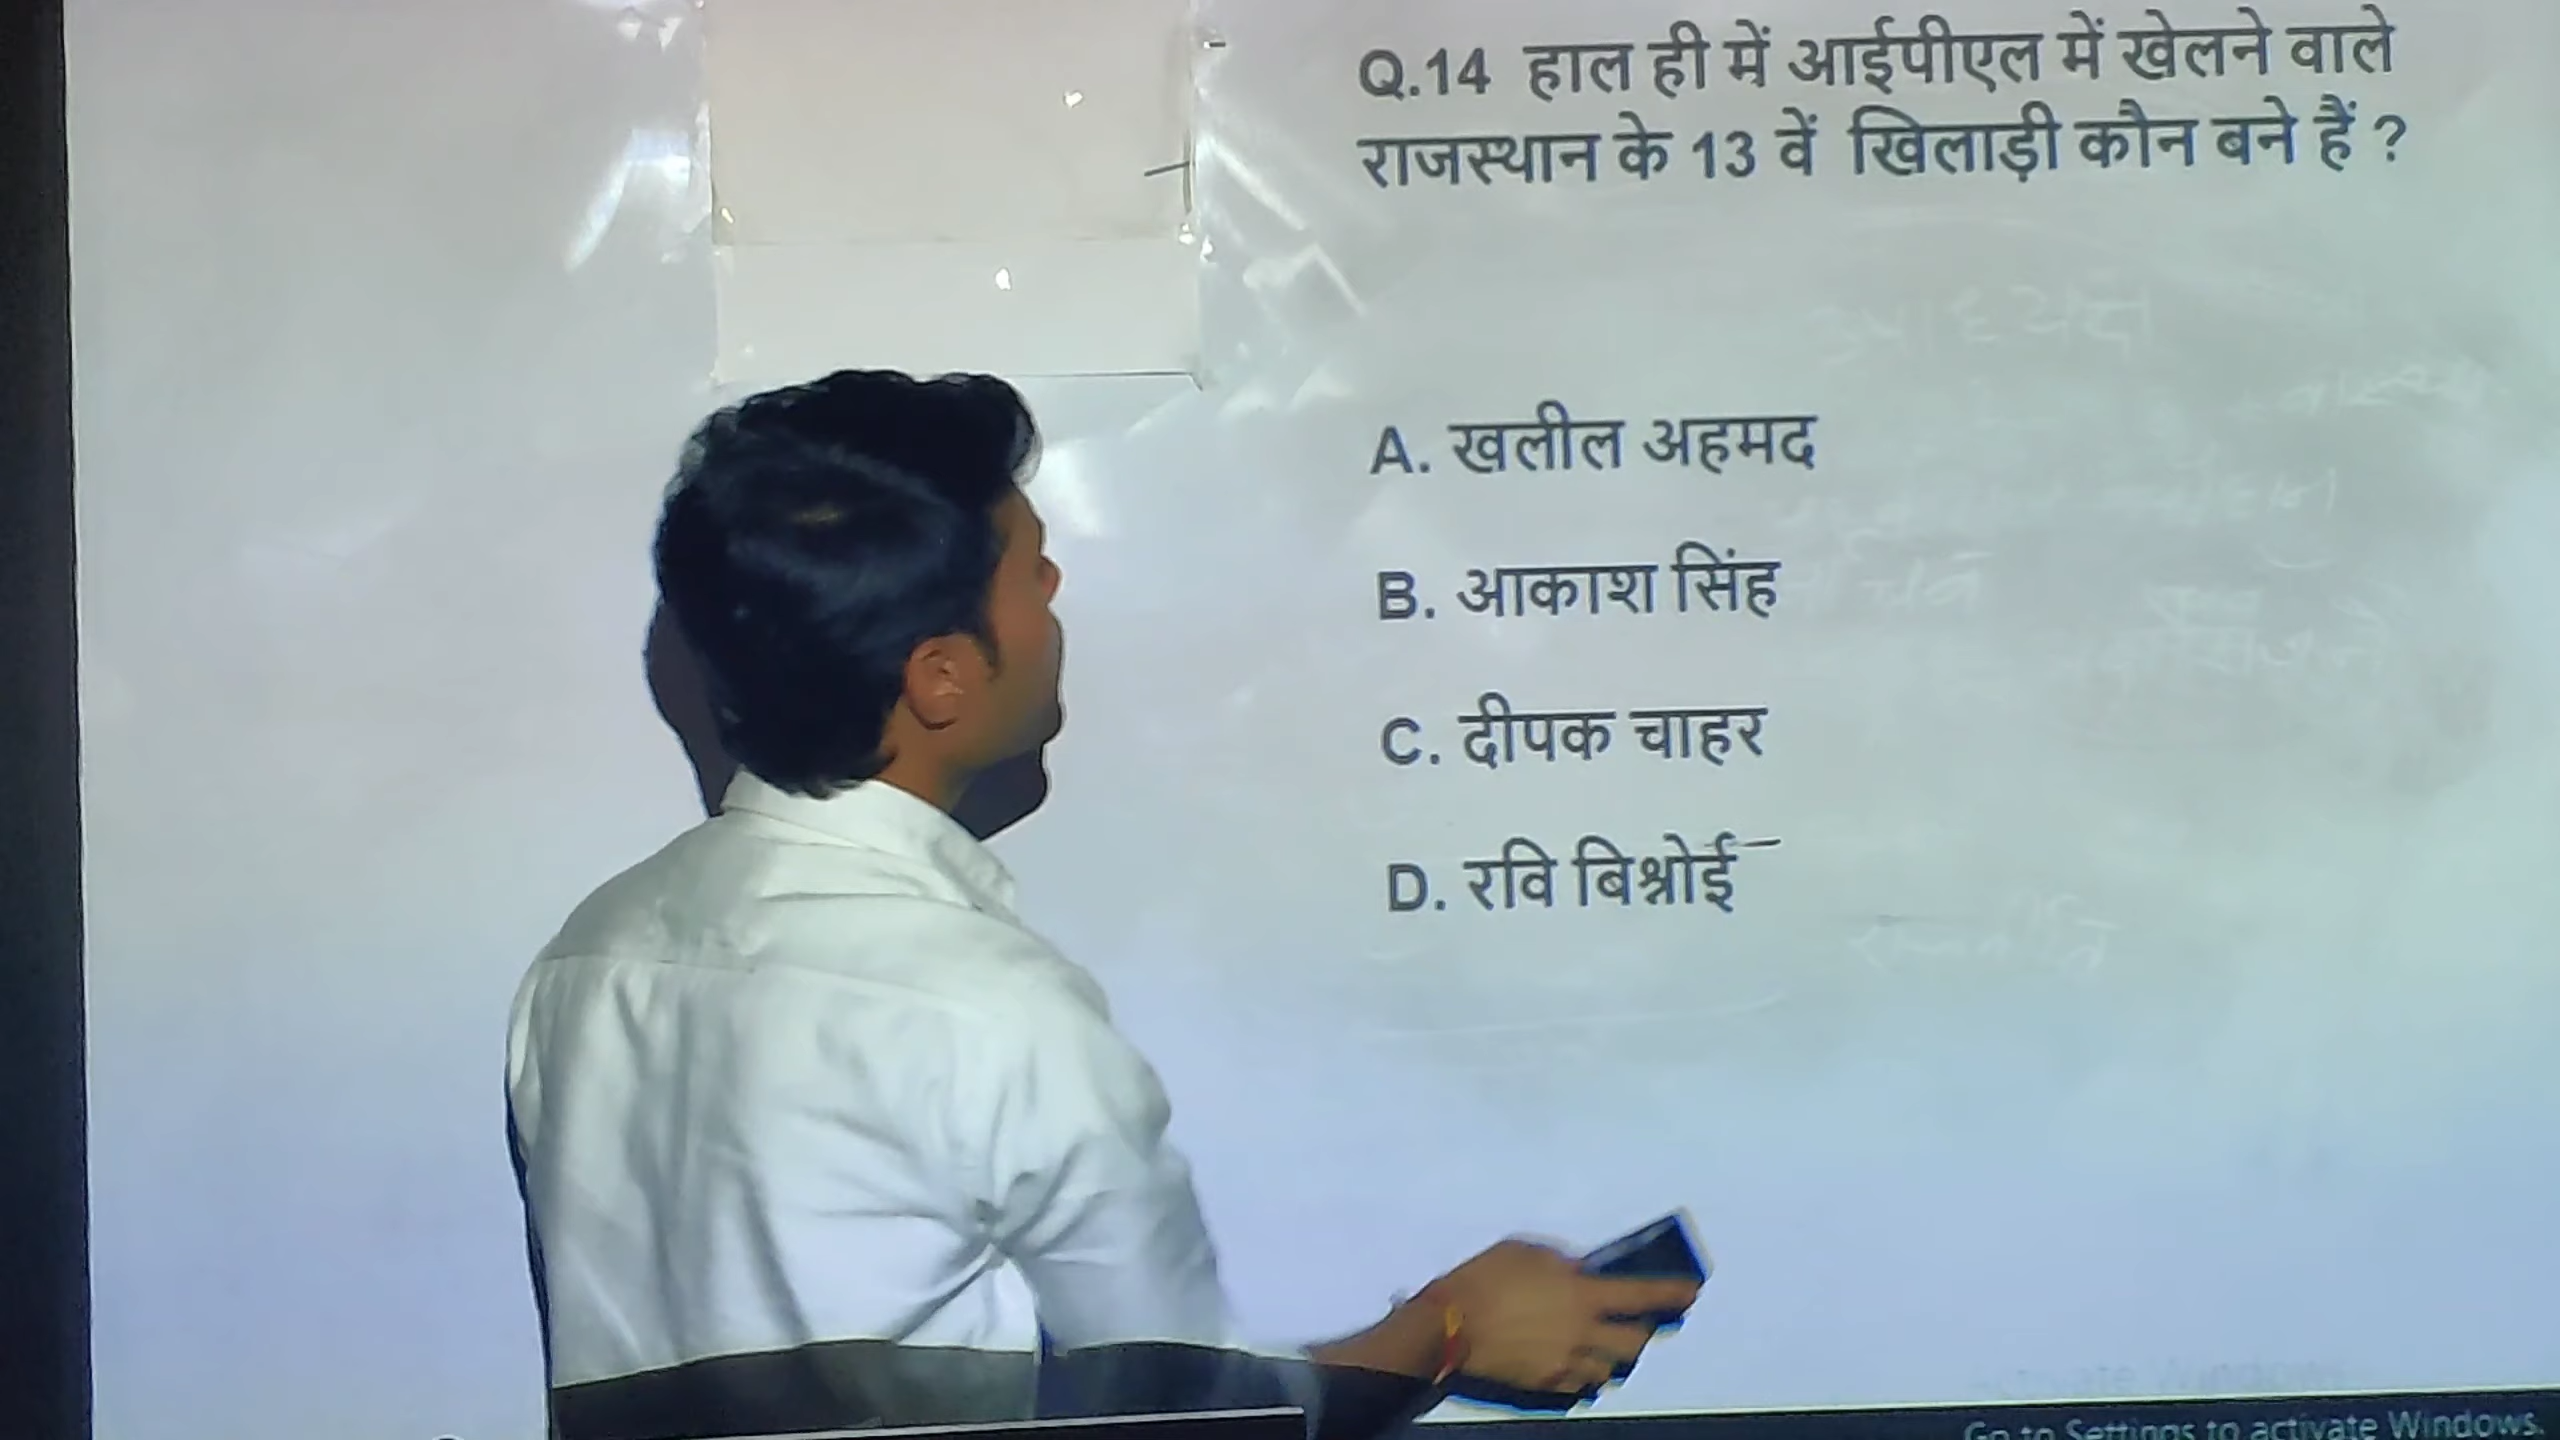 Q.14 हाल ही में आईपीएल में खेलने वाले
राजस्थान के 13 वें खिलाड़ी कौन बने हैं ?
A. खलील अहमद
B. आकाश सिंह
C. दीपक चाहर
D. रवि बिश्नोई
Go to Settings to activate Windows.